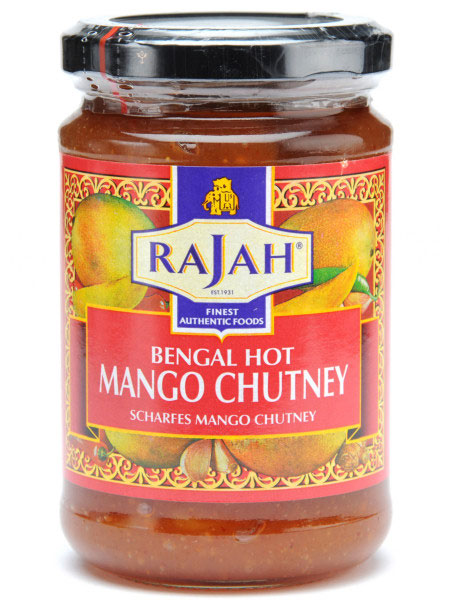 RAJAH®
EST.1931
FINEST
AUTHENTIC FOODS
BENGAL HOT
MANGO CHUTNEY
SCHARFES MANGO CHUTNEY